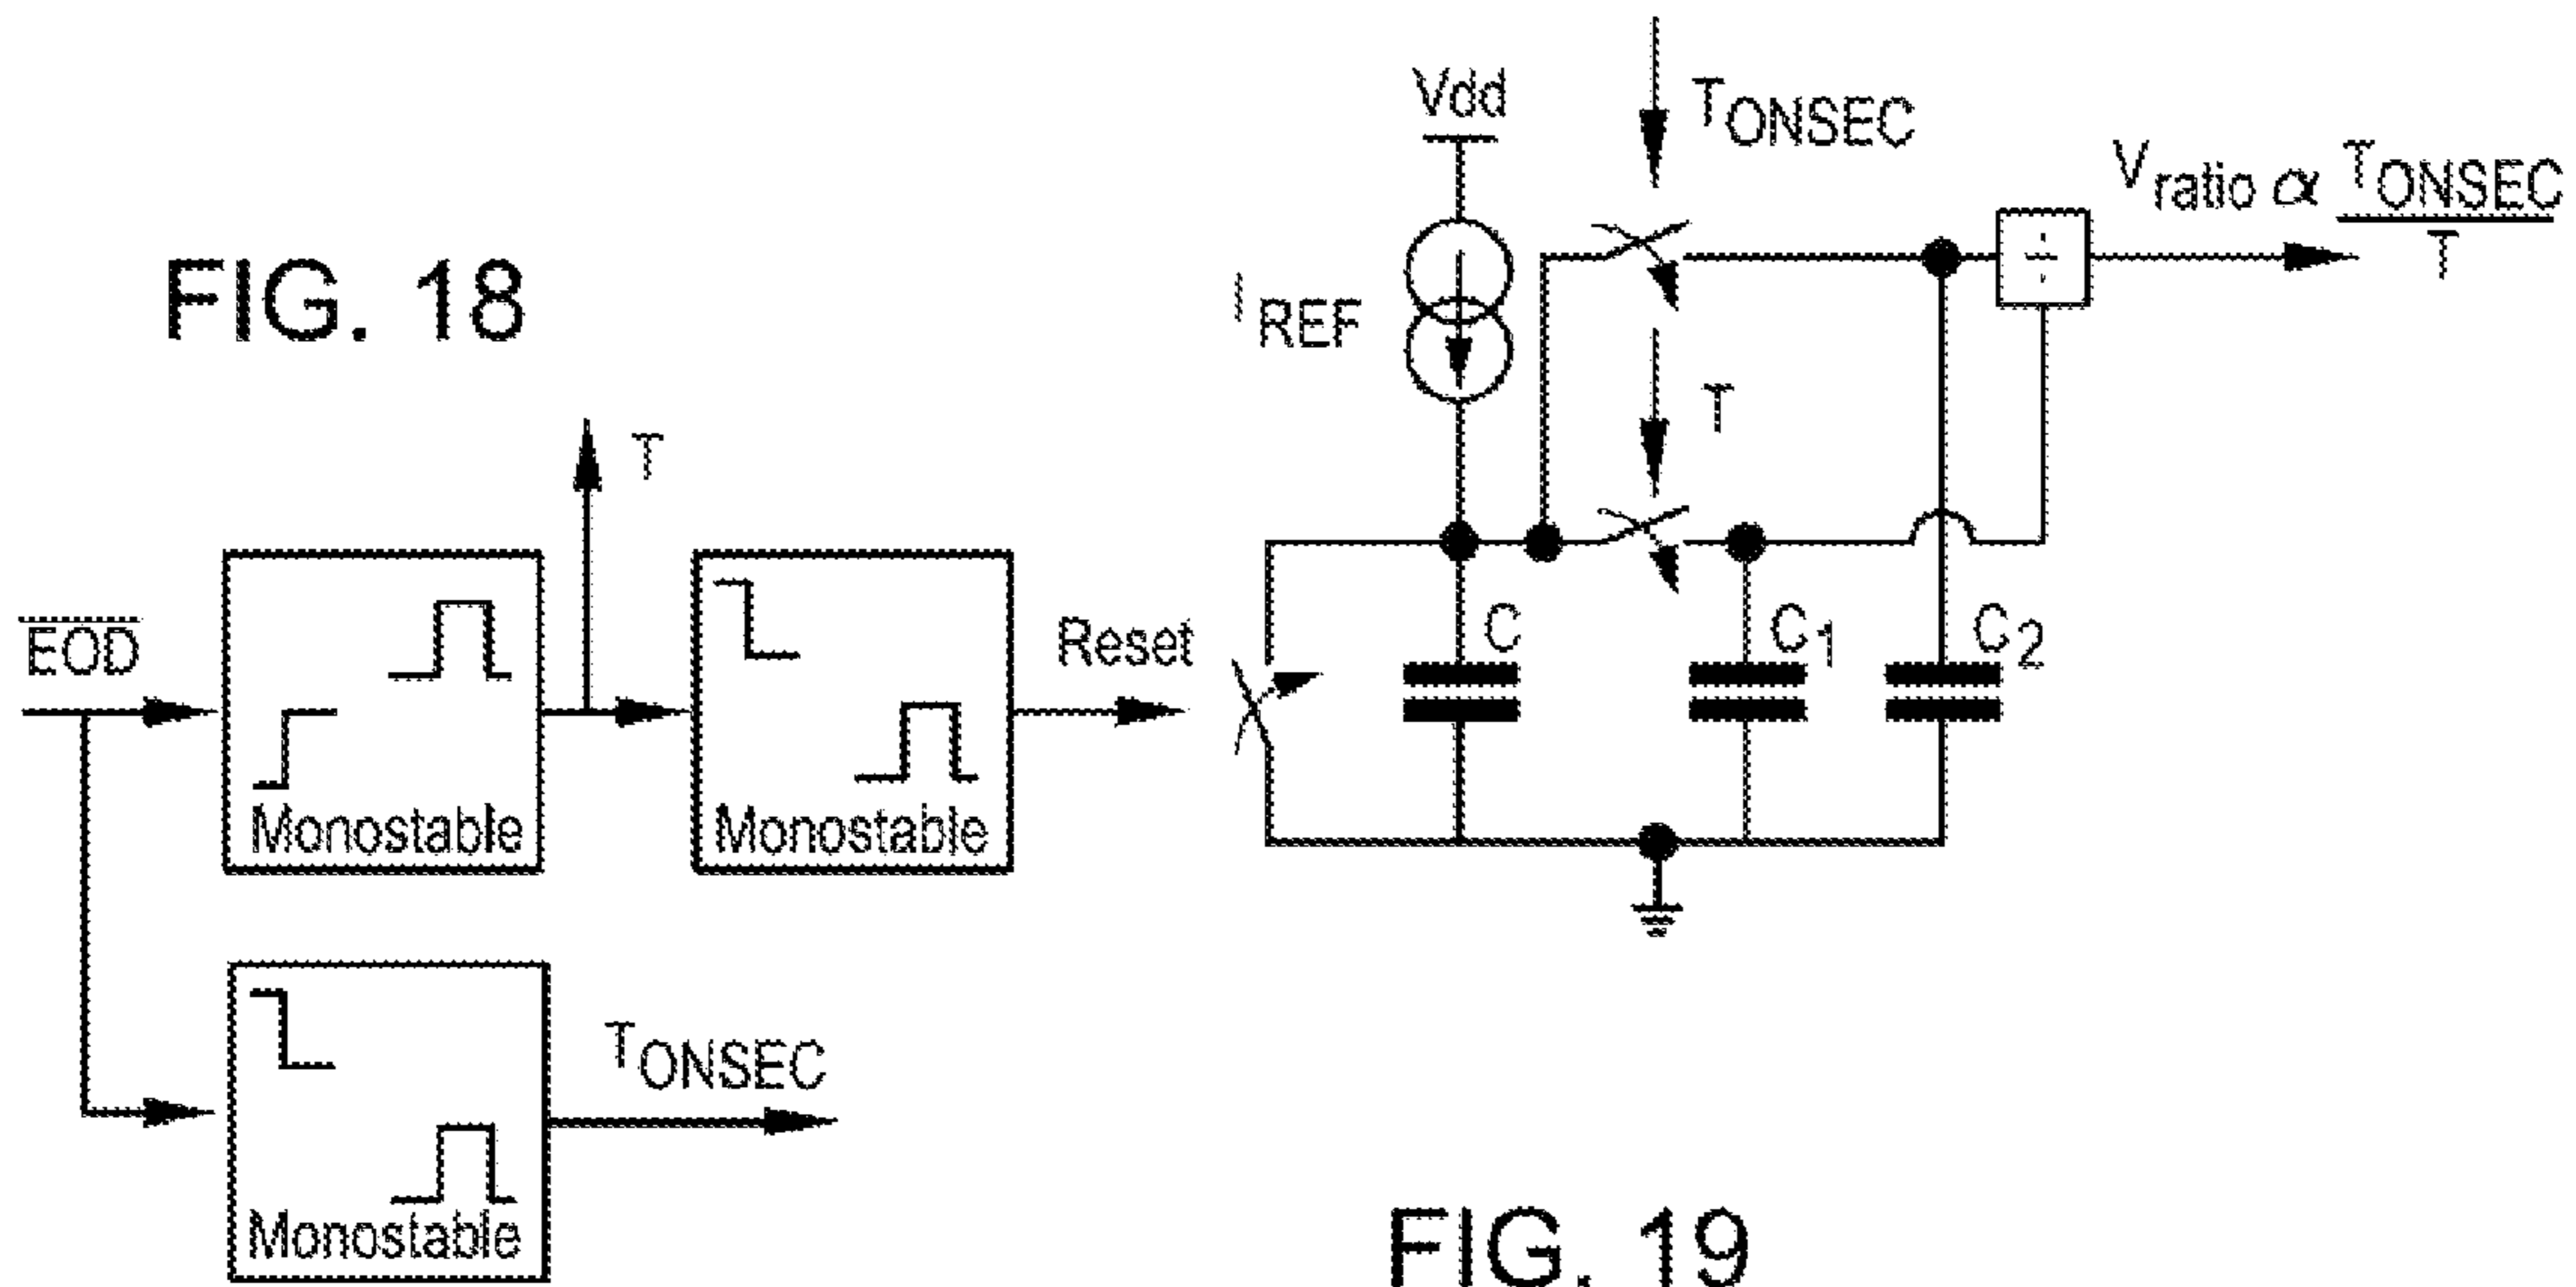 FIG. 18
EOD
Monostable
T
Monostable
Reset
Monostable
TONSEC
Vdd
IREF
TONSEC
T
C
C1
C2
÷
Vratio α TONSEC
T
FIG. 19